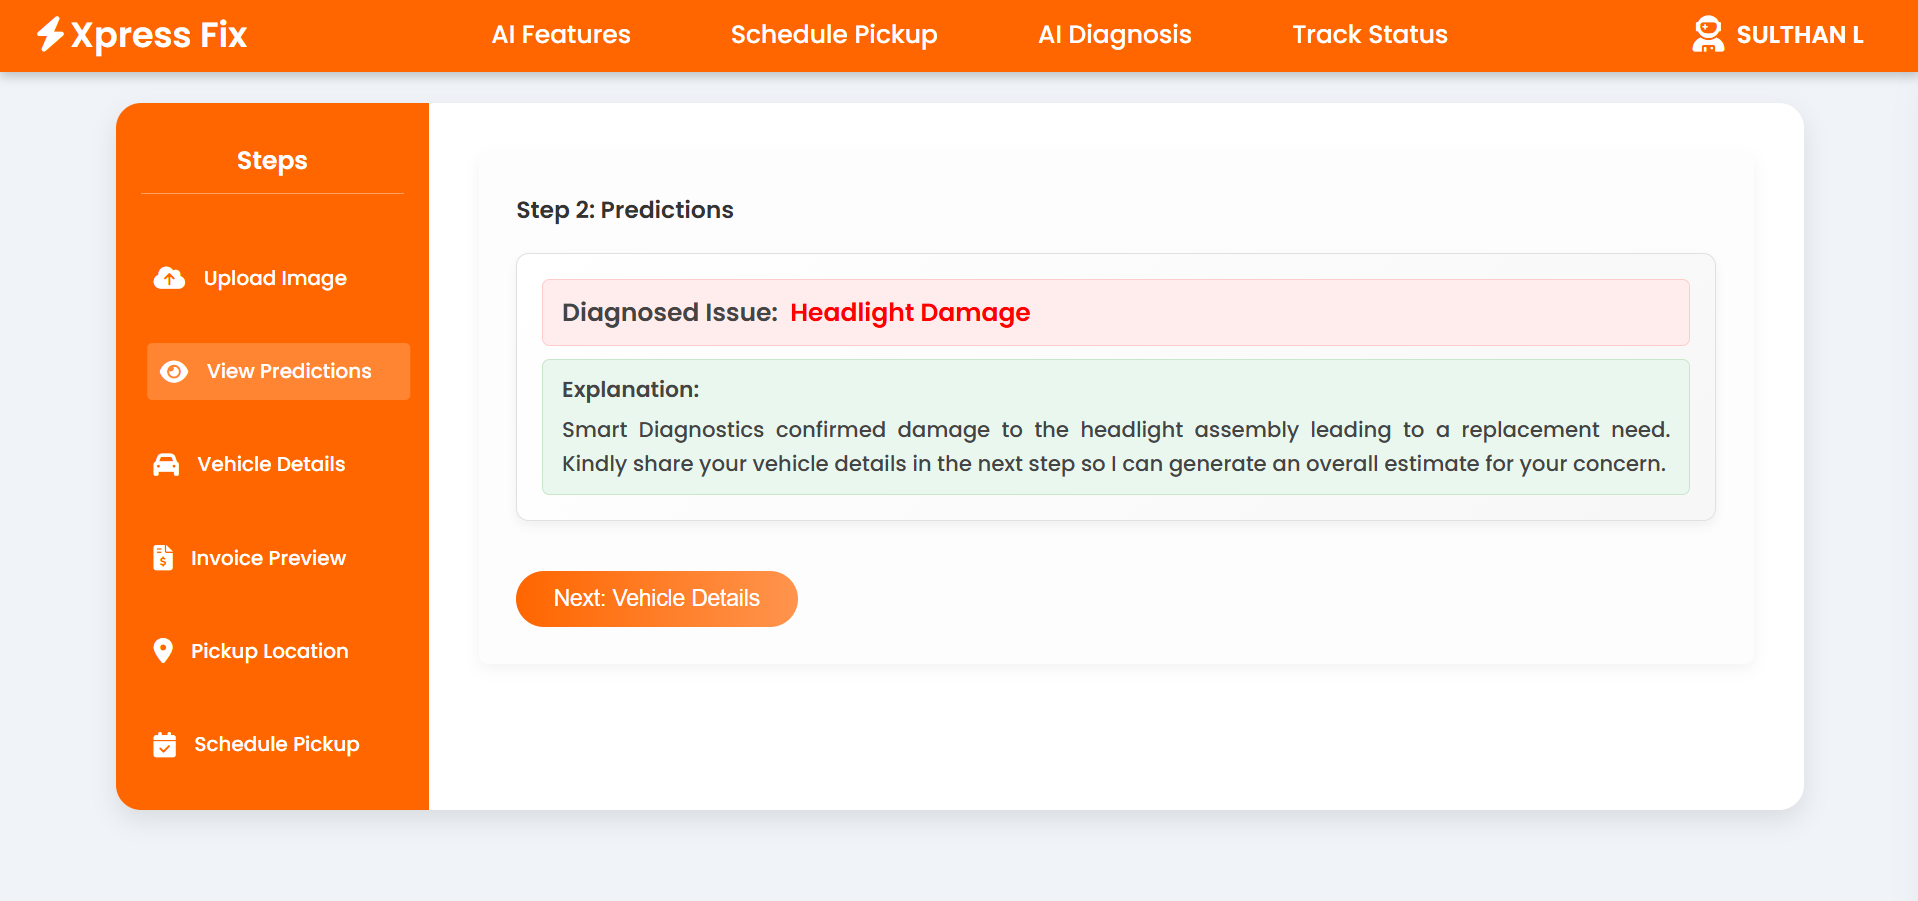 Xpress Fix
AI Features
Schedule Pickup
AI Diagnosis
Track Status
SULTHAN L
Steps
Upload Image
View Predictions
Vehicle Details
Invoice Preview
Pickup Location
Schedule Pickup
Step 2: Predictions
Diagnosed Issue: Headlight Damage
Explanation:
Smart Diagnostics confirmed damage to the headlight assembly leading to a replacement need.
Kindly share your vehicle details in the next step so I can generate an overall estimate for your concern.
Next: Vehicle Details